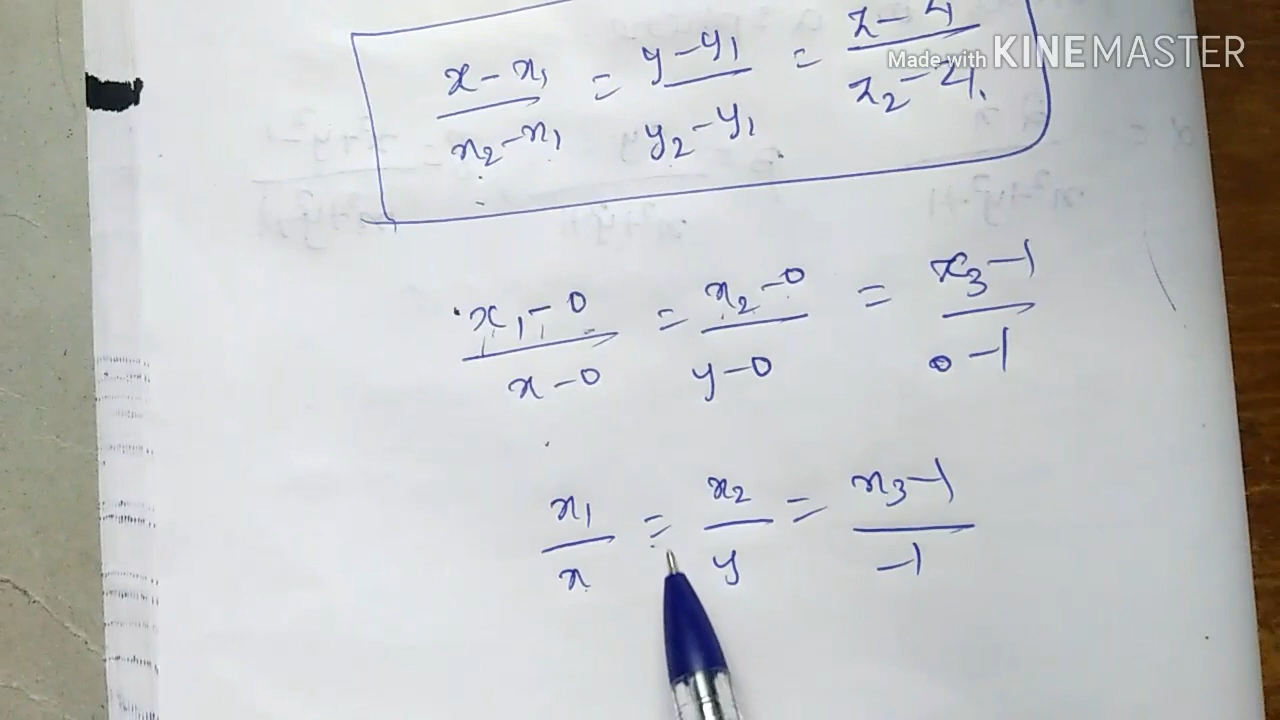 Made with KINEMASTER
(x - x₁)/(x₂ - x₁) = (y - y₁)/(y₂ - y₁) = (z - z₁)/(z₂ - z₁)
(x₁ - 0)/(x - 0) = (x₂ - 0)/(y - 0) = (x₃ - 1)/(0 - 1)
x₁/x = x₂/y = (x₃ - 1)/-1